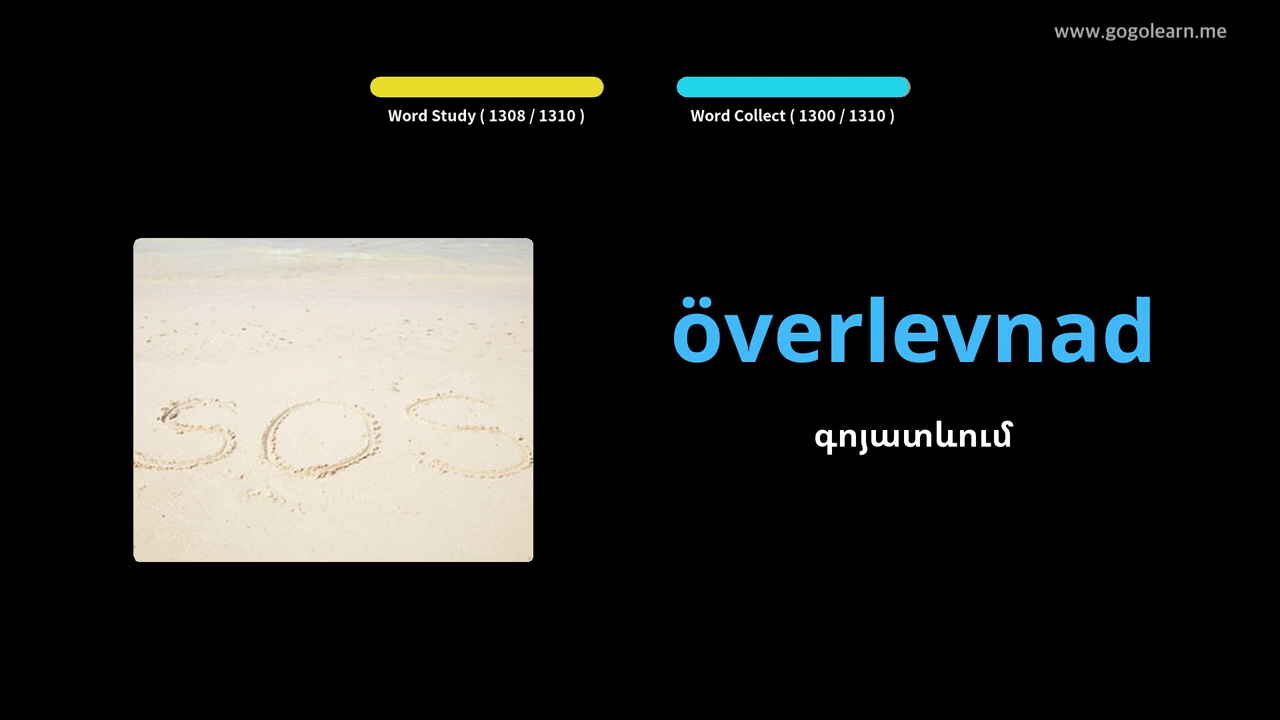 www.gogolearn.me
Word Study ( 1308 / 1310 )
Word Collect ( 1300 / 1310 )
SOS
överlevnad
գոյատևում